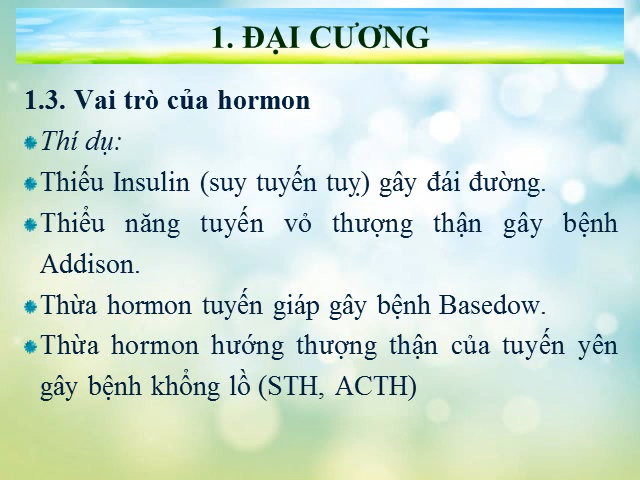 1. ĐẠI CƯƠNG
1.3. Vai trò của hormon
Thí dụ:
Thiếu Insulin (suy tuyến tuỵ) gây đái đường.
Thiểu năng tuyến vỏ thượng thận gây bệnh
Addison.
Thừa hormon tuyến giáp gây bệnh Basedow.
Thừa hormon hướng thượng thận của tuyến yên
gây bệnh khổng lồ (STH, ACTH)